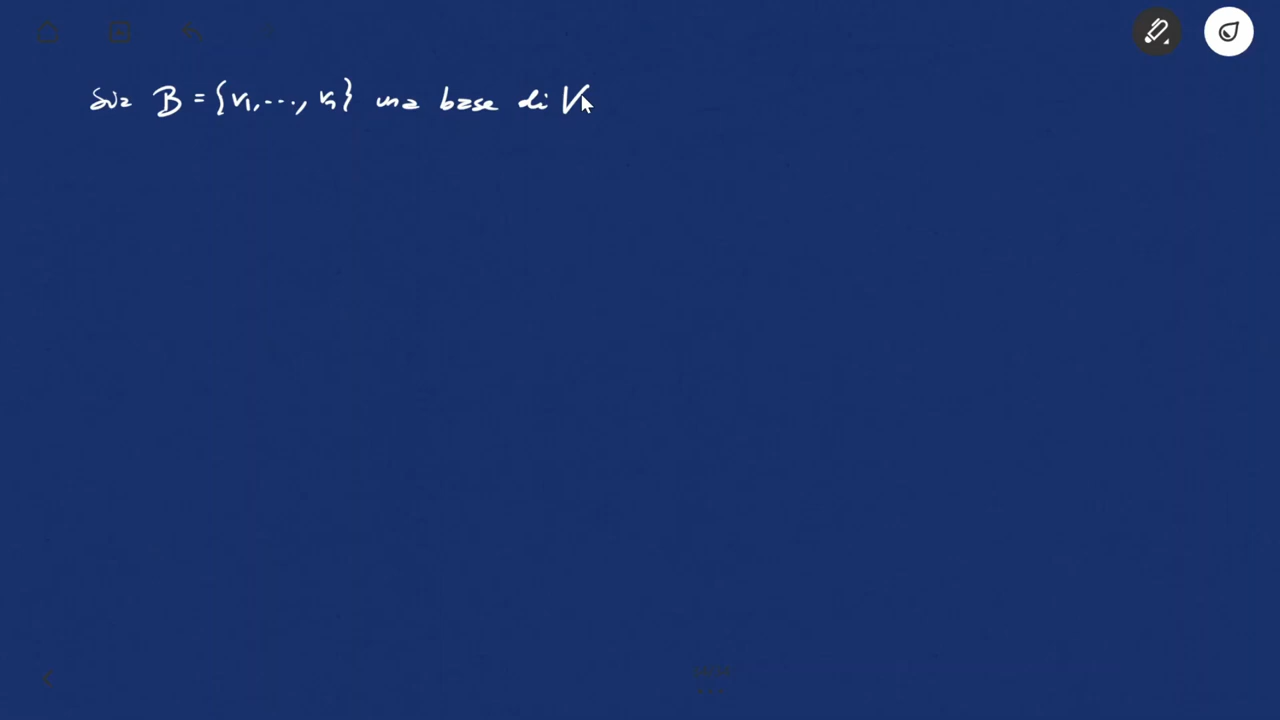 Sia B = {v1, ..., vn} una base di V